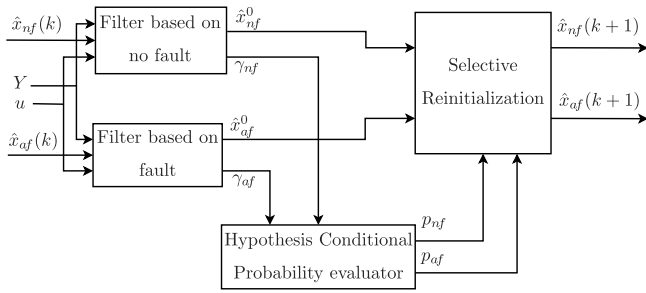 x̂_nf(k)
Filter based on
no fault
x̂⁰_nf
γ_nf
Y
u
x̂_af(k)
Filter based on
fault
x̂⁰_af
γ_af
Selective
Reinitialization
x̂_nf(k + 1)
x̂_af(k + 1)
Hypothesis Conditional
Probability evaluator
p_nf
p_af